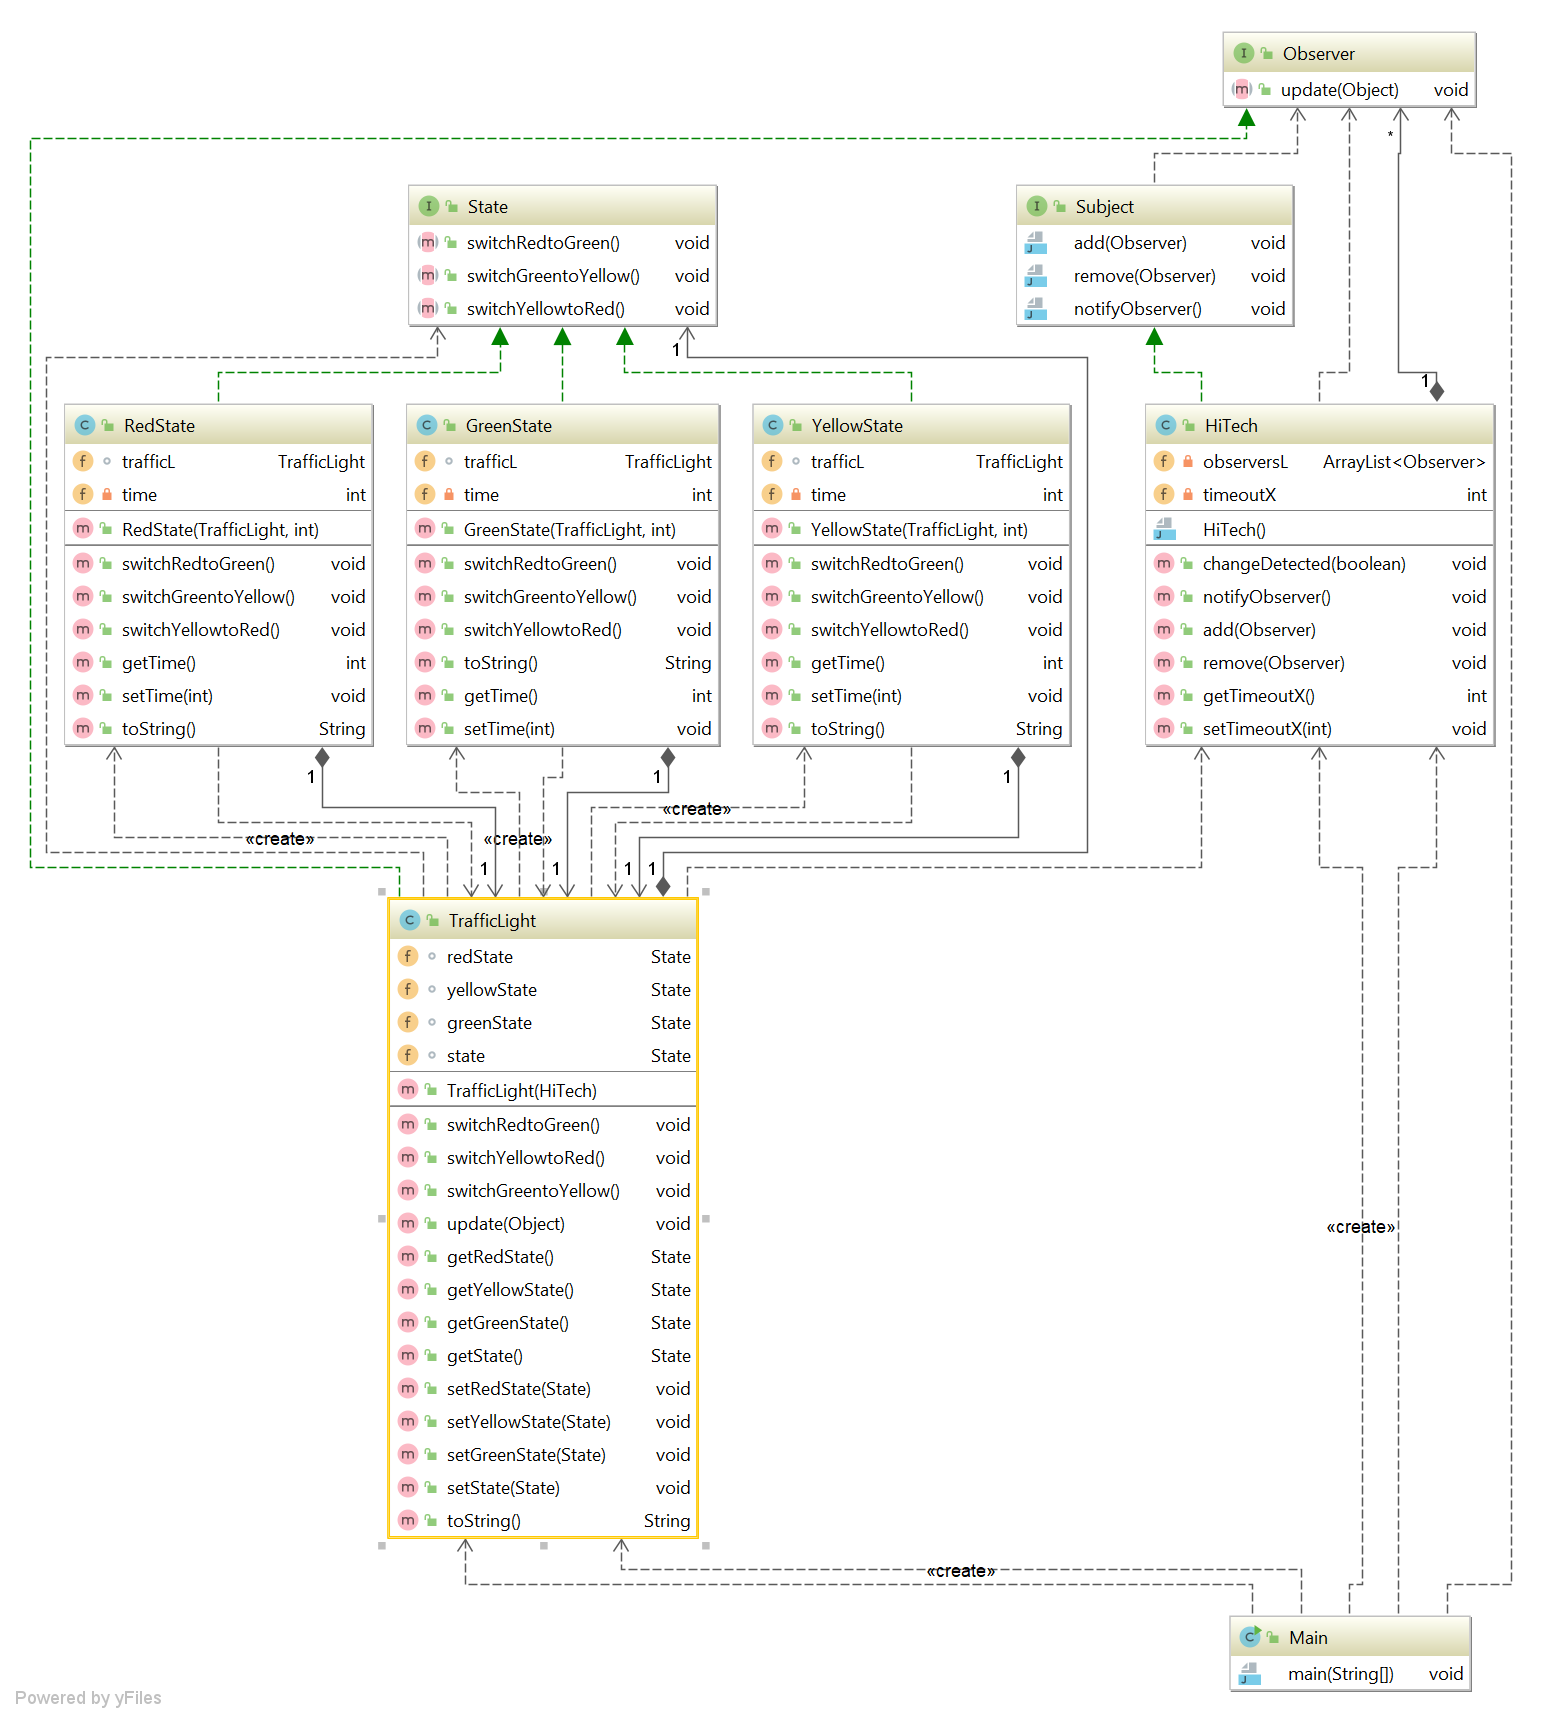 Observer
update(Object) void
*
State
switchRedtoGreen() void
switchGreentoYellow() void
switchYellowtoRed() void
Subject
add(Observer) void
remove(Observer) void
notifyObserver() void
1
1
RedState
trafficL TrafficLight
time int
RedState(TrafficLight, int)
switchRedtoGreen() void
switchGreentoYellow() void
switchYellowtoRed() void
getTime() int
setTime(int) void
toString() String
GreenState
trafficL TrafficLight
time int
GreenState(TrafficLight, int)
switchRedtoGreen() void
switchGreentoYellow() void
switchYellowtoRed() void
toString() String
getTime() int
setTime(int) void
YellowState
trafficL TrafficLight
time int
YellowState(TrafficLight, int)
switchRedtoGreen() void
switchGreentoYellow() void
switchYellowtoRed() void
getTime() int
setTime(int) void
toString() String
HiTech
observersL ArrayList<Observer>
timeoutX int
HiTech()
changeDetected(boolean) void
notifyObserver() void
add(Observer) void
remove(Observer) void
getTimeoutX() int
setTimeoutX(int) void
1 1 1
«create» «create» «create»
1 1 1 1
TrafficLight
redState State
yellowState State
greenState State
state State
TrafficLight(HiTech)
switchRedtoGreen() void
switchYellowtoRed() void
switchGreentoYellow() void
update(Object) void
getRedState() State
getYellowState() State
getGreenState() State
getState() State
setRedState(State) void
setYellowState(State) void
setGreenState(State) void
setState(State) void
toString() String
«create»
«create»
Main
main(String[]) void
Powered by yFiles